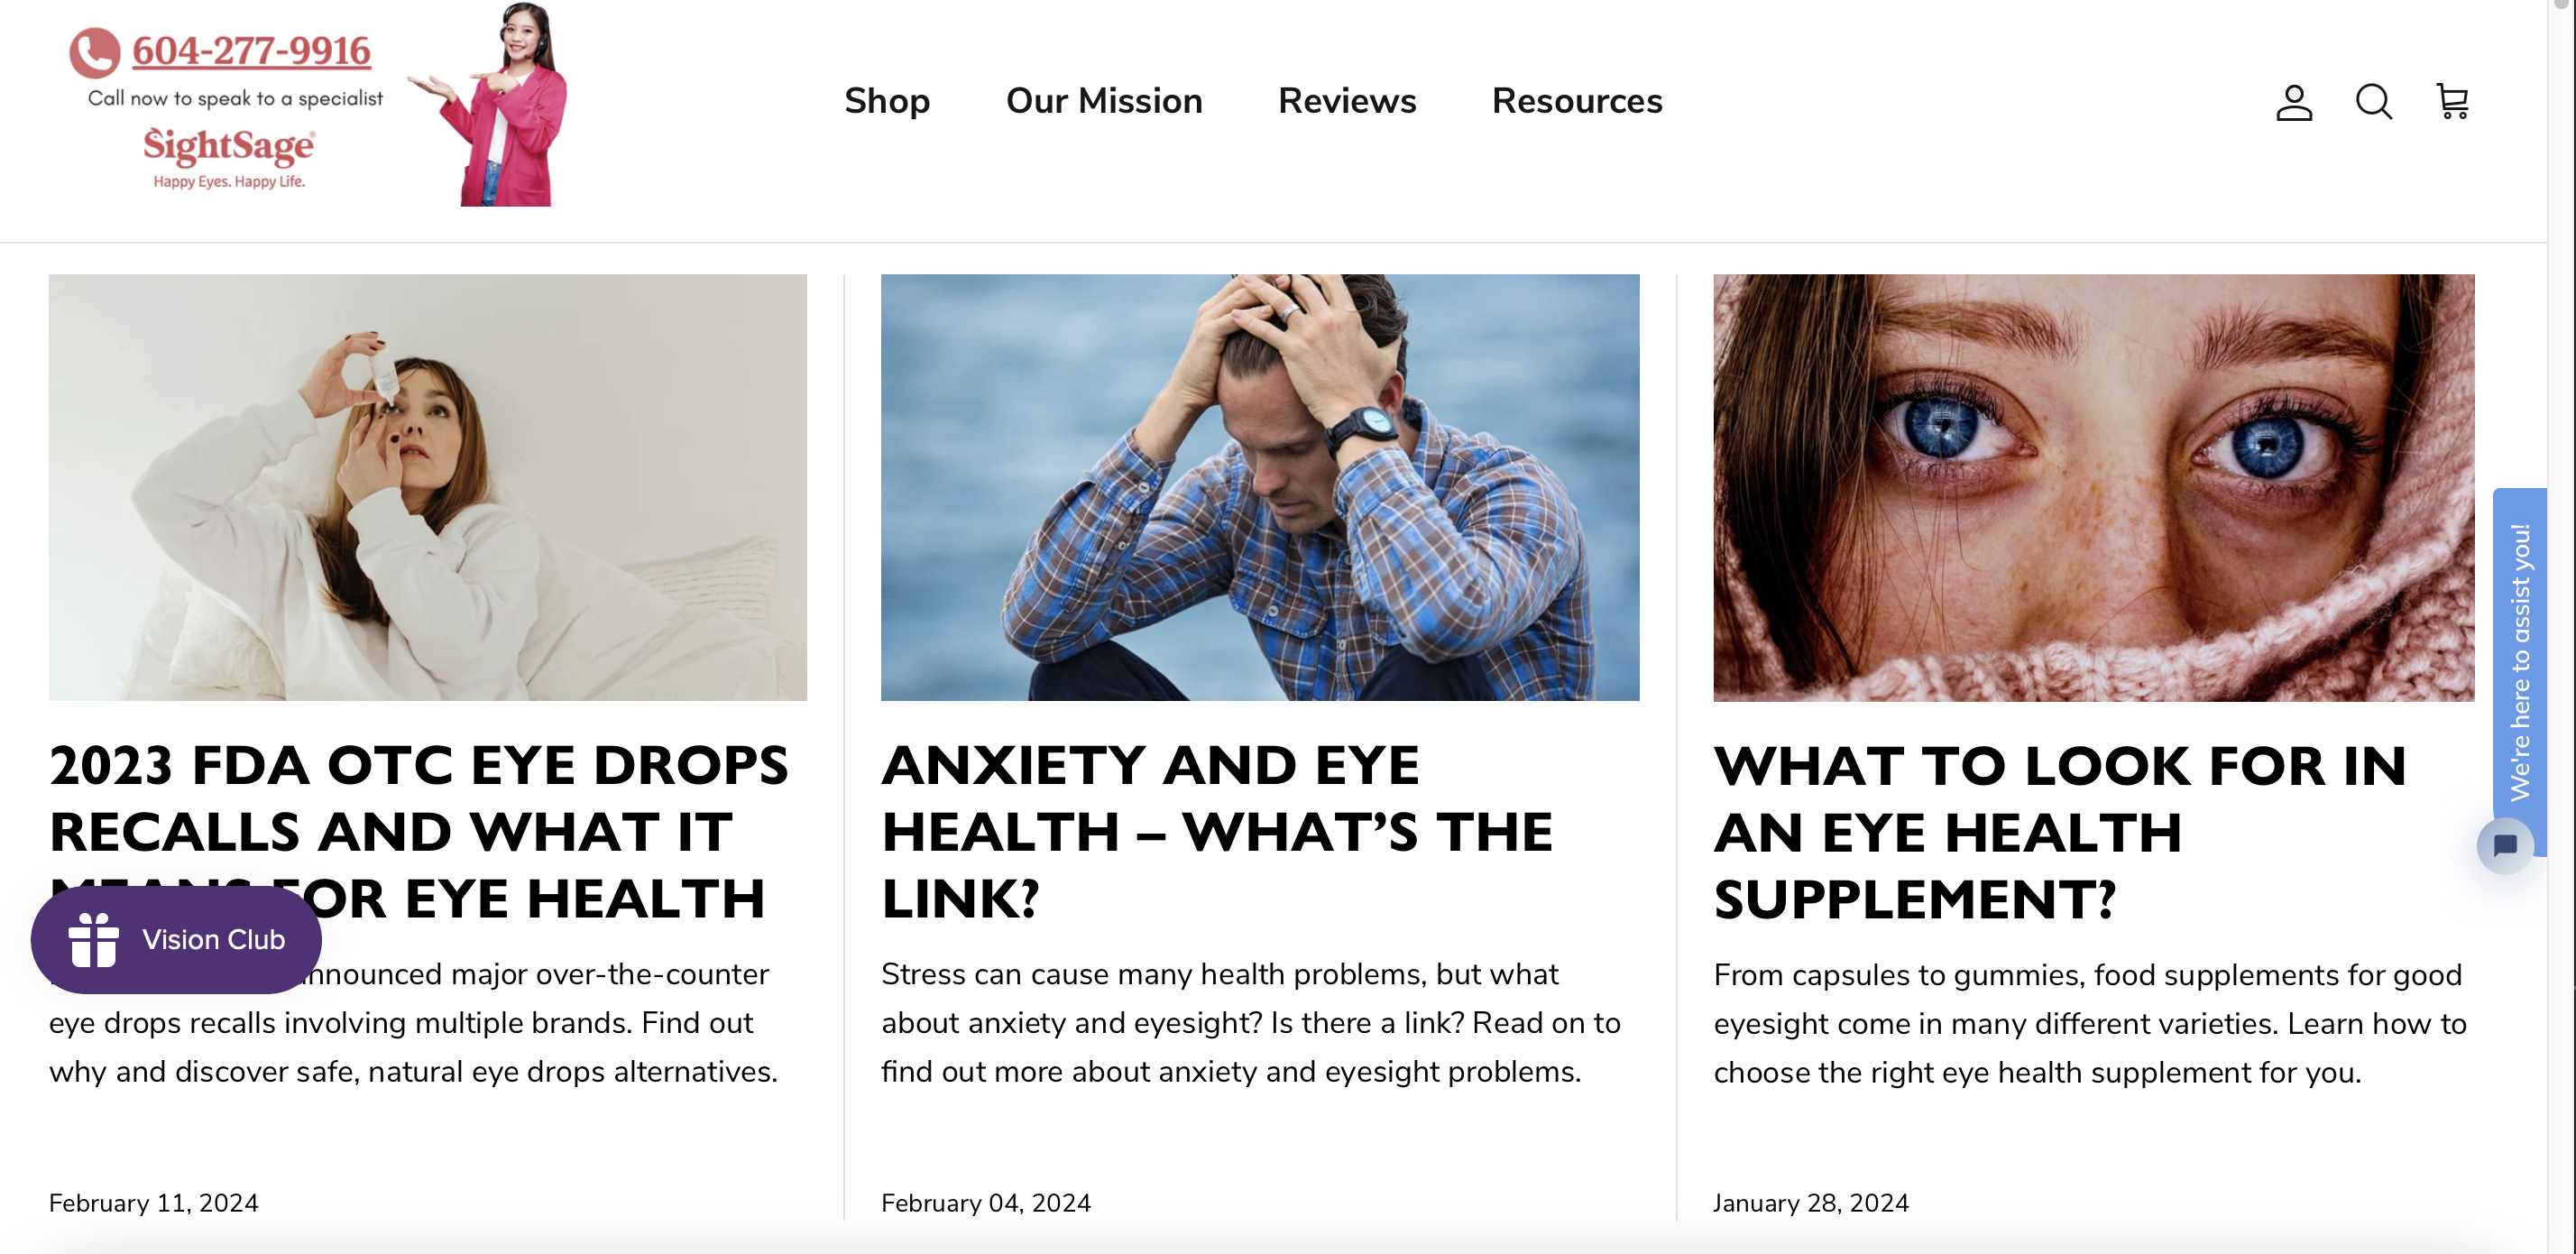 604-277-9916
Call now to speak to a specialist
SightSage®
Happy Eyes. Happy Life.
Shop
Our Mission
Reviews
Resources
2023 FDA OTC EYE DROPS
RECALLS AND WHAT IT
FOR EYE HEALTH
announced major over-the-counter
eye drops recalls involving multiple brands. Find out
why and discover safe, natural eye drops alternatives.
February 11, 2024
ANXIETY AND EYE
HEALTH – WHAT’S THE
LINK?
Stress can cause many health problems, but what
about anxiety and eyesight? Is there a link? Read on to
find out more about anxiety and eyesight problems.
February 04, 2024
WHAT TO LOOK FOR IN
AN EYE HEALTH
SUPPLEMENT?
From capsules to gummies, food supplements for good
eyesight come in many different varieties. Learn how to
choose the right eye health supplement for you.
January 28, 2024
Vision Club
We're here to assist you!